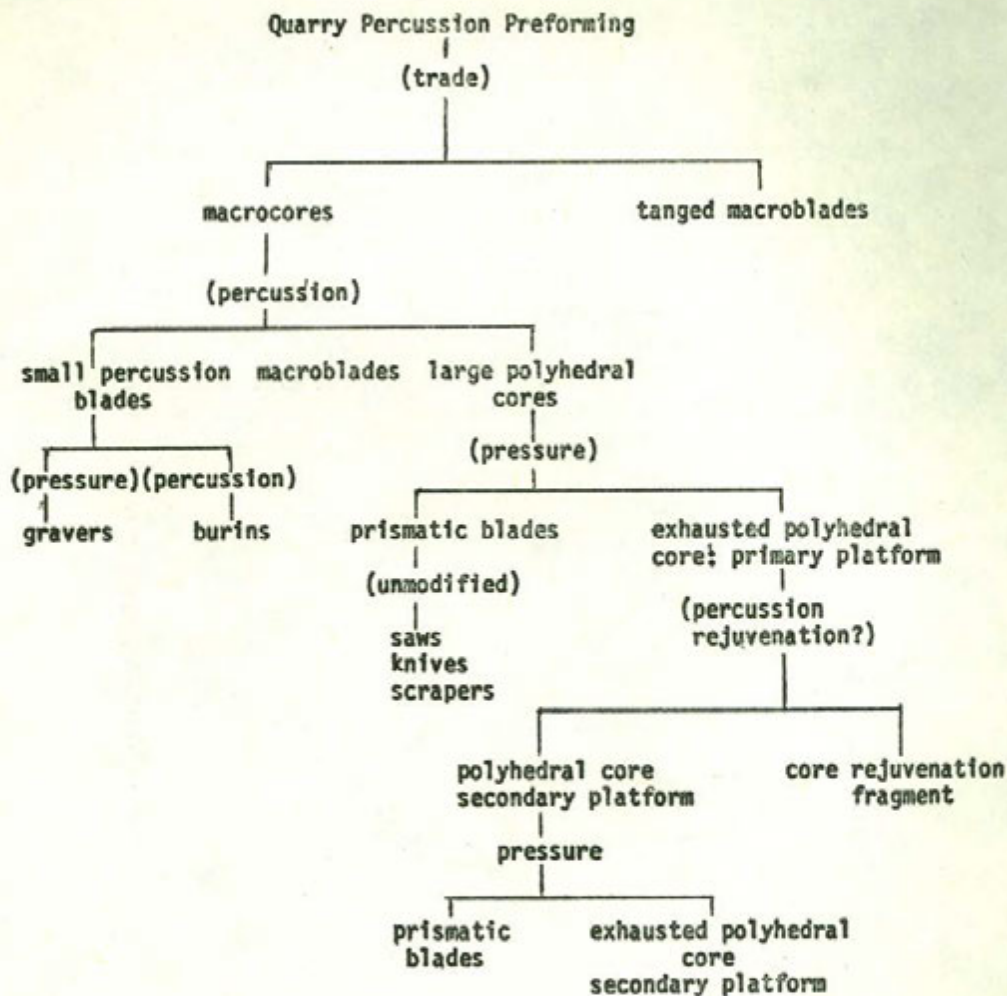 Quarry Percussion Preforming
(trade)
macrocores
tanged macroblades
(percussion)
small percussion
blades
macroblades
large polyhedral
cores
(pressure)
(pressure)(percussion)
gravers
burins
prismatic blades
exhausted polyhedral
core: primary platform
(unmodified)
(percussion
rejuvenation?)
saws
knives
scrapers
polyhedral core
secondary platform
core rejuvenation
fragment
pressure
prismatic
blades
exhausted polyhedral
core
secondary platform